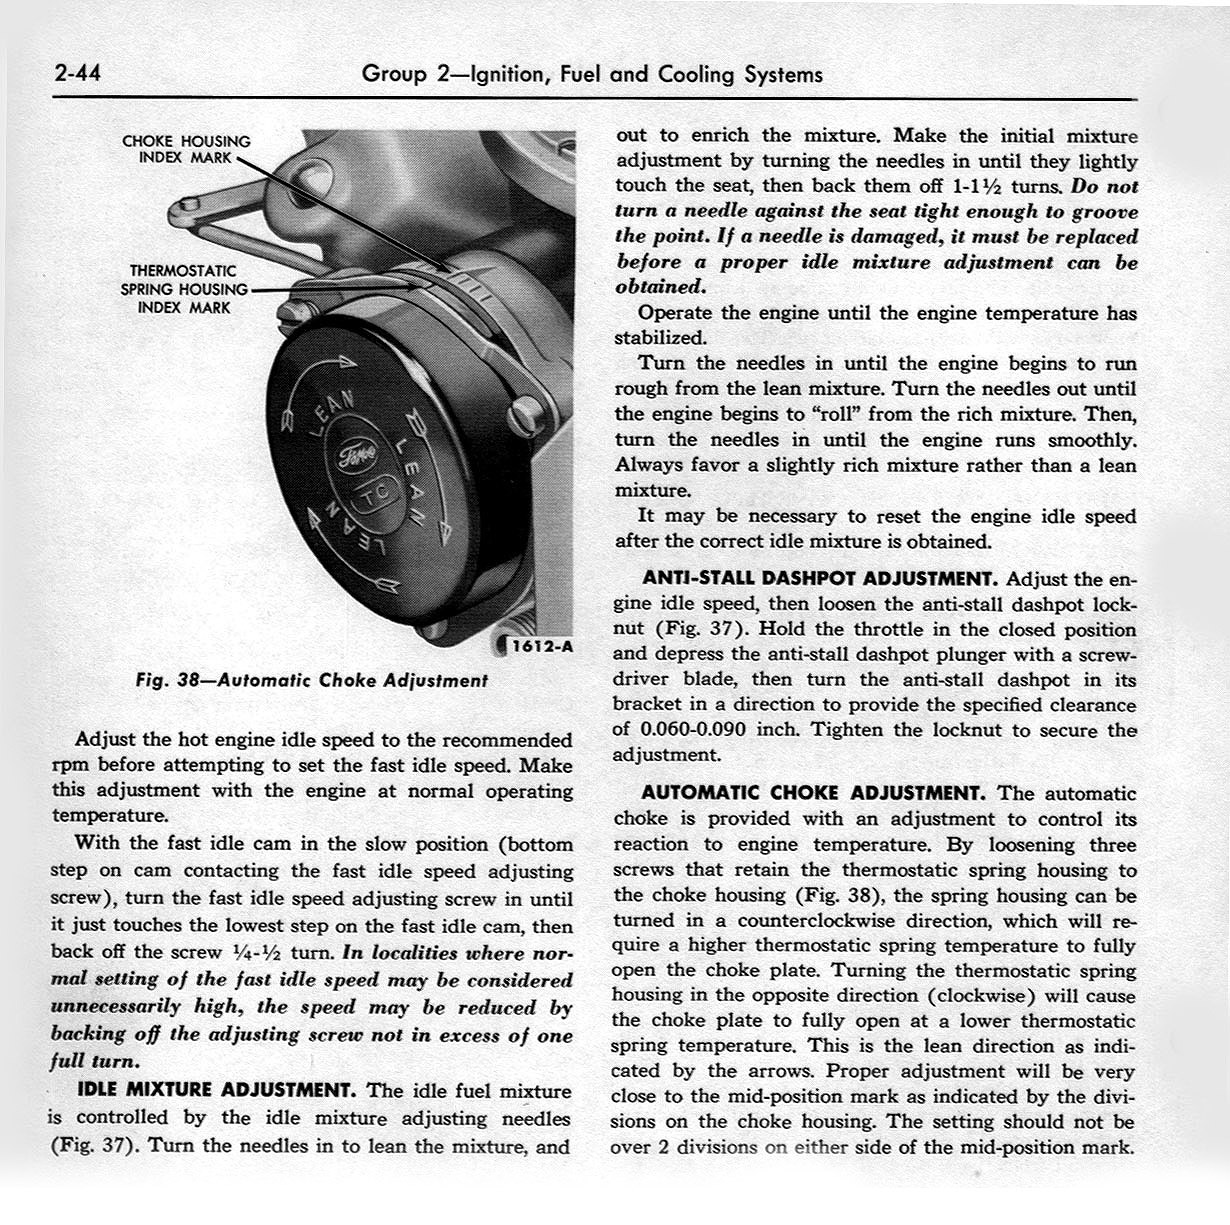 2-44
Group 2—Ignition, Fuel and Cooling Systems
CHOKE HOUSING
INDEX MARK
THERMOSTATIC
SPRING HOUSING
INDEX MARK
LEAN
LEAN
LEAN
Ford
TC
1612-A
Fig. 38—Automatic Choke Adjustment
Adjust the hot engine idle speed to the recommended
rpm before attempting to set the fast idle speed. Make
this adjustment with the engine at normal operating
temperature.
With the fast idle cam in the slow position (bottom
step on cam contacting the fast idle speed adjusting
screw), turn the fast idle speed adjusting screw in until
it just touches the lowest step on the fast idle cam, then
back off the screw ¼-½ turn. In localities where nor-
mal setting of the fast idle speed may be considered
unnecessarily high, the speed may be reduced by
backing off the adjusting screw not in excess of one
full turn.
IDLE MIXTURE ADJUSTMENT. The idle fuel mixture
is controlled by the idle mixture adjusting needles
(Fig. 37). Turn the needles in to lean the mixture, and
out to enrich the mixture. Make the initial mixture
adjustment by turning the needles in until they lightly
touch the seat, then back them off 1-1½ turns. Do not
turn a needle against the seat tight enough to groove
the point. If a needle is damaged, it must be replaced
before a proper idle mixture adjustment can be
obtained.
Operate the engine until the engine temperature has
stabilized.
Turn the needles in until the engine begins to run
rough from the lean mixture. Turn the needles out until
the engine begins to “roll” from the rich mixture. Then,
turn the needles in until the engine runs smoothly.
Always favor a slightly rich mixture rather than a lean
mixture.
It may be necessary to reset the engine idle speed
after the correct idle mixture is obtained.
ANTI-STALL DASHPOT ADJUSTMENT. Adjust the en-
gine idle speed, then loosen the anti-stall dashpot lock-
nut (Fig. 37). Hold the throttle in the closed position
and depress the anti-stall dashpot plunger with a screw-
driver blade, then turn the anti-stall dashpot in its
bracket in a direction to provide the specified clearance
of 0.060-0.090 inch. Tighten the locknut to secure the
adjustment.
AUTOMATIC CHOKE ADJUSTMENT. The automatic
choke is provided with an adjustment to control its
reaction to engine temperature. By loosening three
screws that retain the thermostatic spring housing to
the choke housing (Fig. 38), the spring housing can be
turned in a counterclockwise direction, which will re-
quire a higher thermostatic spring temperature to fully
open the choke plate. Turning the thermostatic spring
housing in the opposite direction (clockwise) will cause
the choke plate to fully open at a lower thermostatic
spring temperature. This is the lean direction as indi-
cated by the arrows. Proper adjustment will be very
close to the mid-position mark as indicated by the divi-
sions on the choke housing. The setting should not be
over 2 divisions on either side of the mid-position mark.